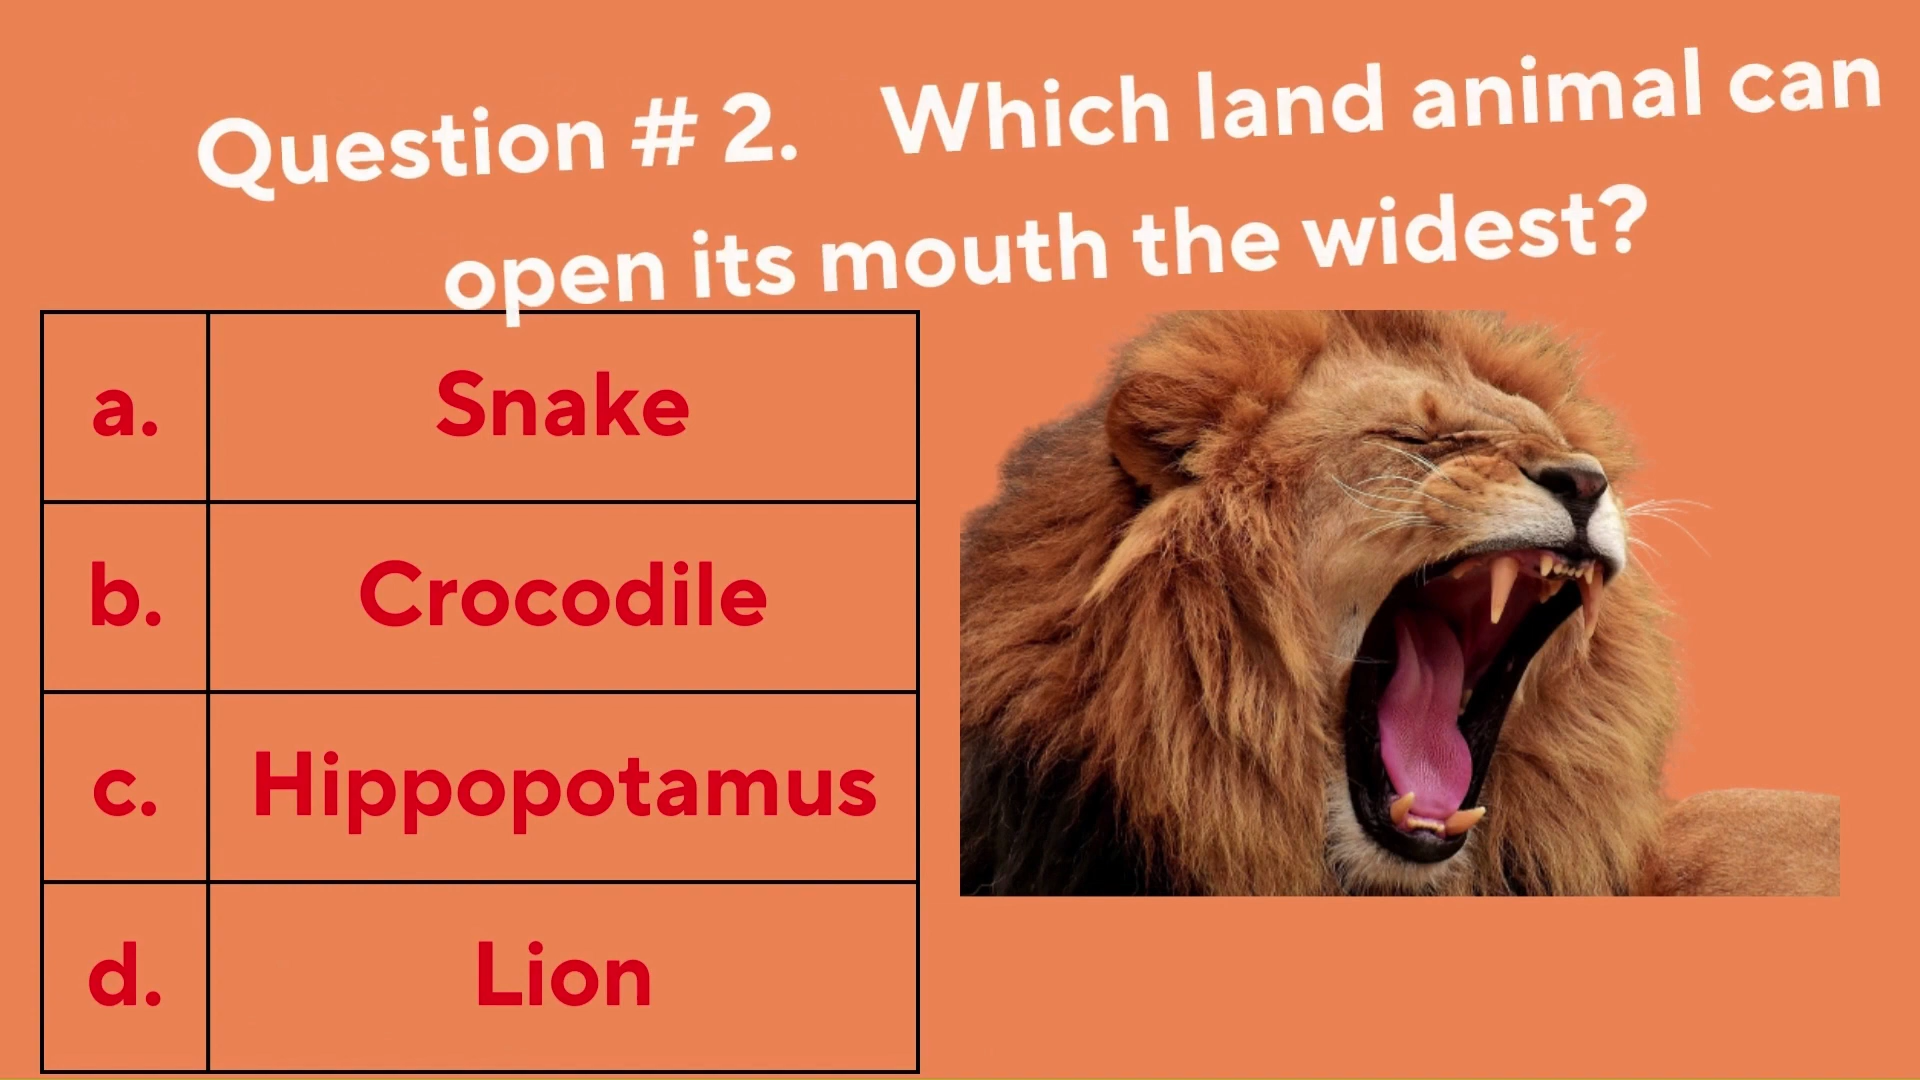 Question # 2. Which land animal can
open its mouth the widest?
a. Snake
b. Crocodile
c. Hippopotamus
d. Lion